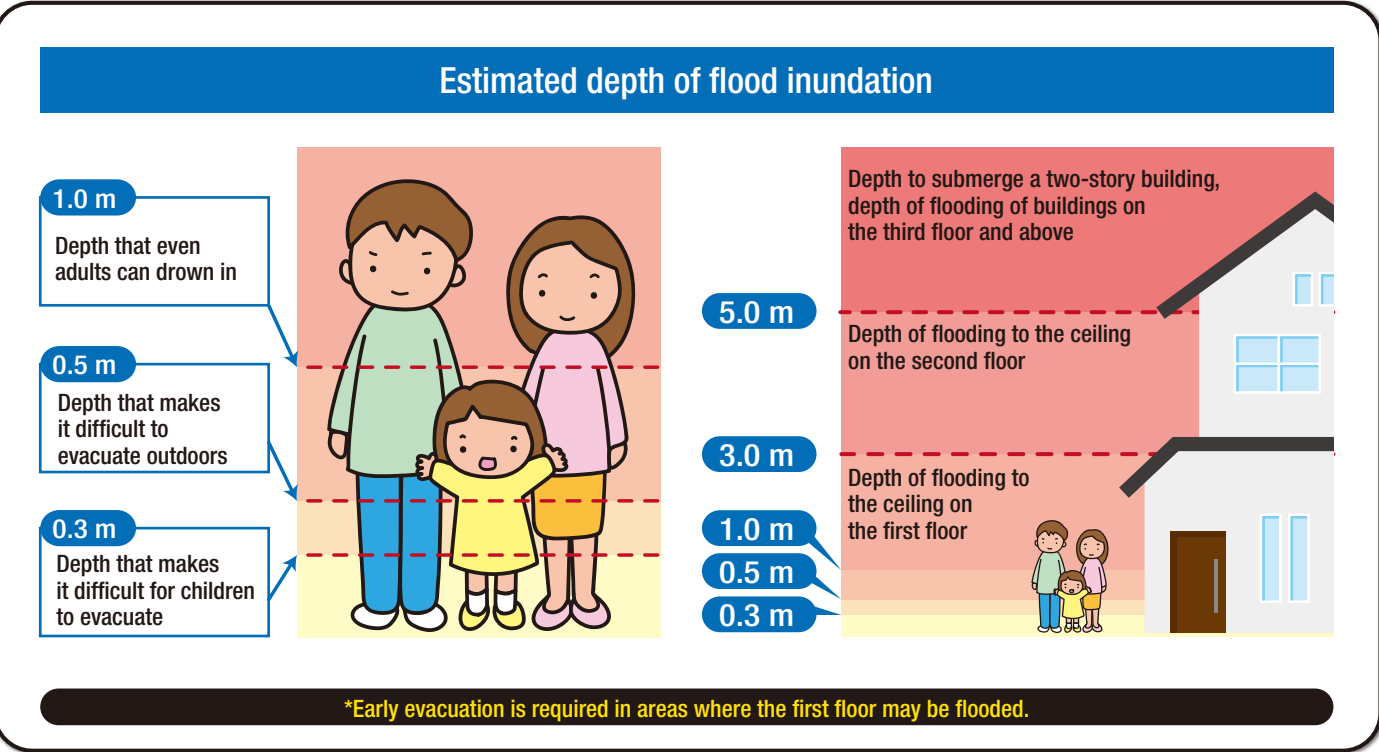 Estimated depth of flood inundation
1.0 m
Depth that even
adults can drown in
0.5 m
Depth that makes
it difficult to
evacuate outdoors
0.3 m
Depth that makes
it difficult for children
to evacuate
Depth to submerge a two-story building,
depth of flooding of buildings on
the third floor and above
5.0 m
Depth of flooding to the ceiling
on the second floor
3.0 m
Depth of flooding to
the ceiling on
the first floor
1.0 m
0.5 m
0.3 m
*Early evacuation is required in areas where the first floor may be flooded.